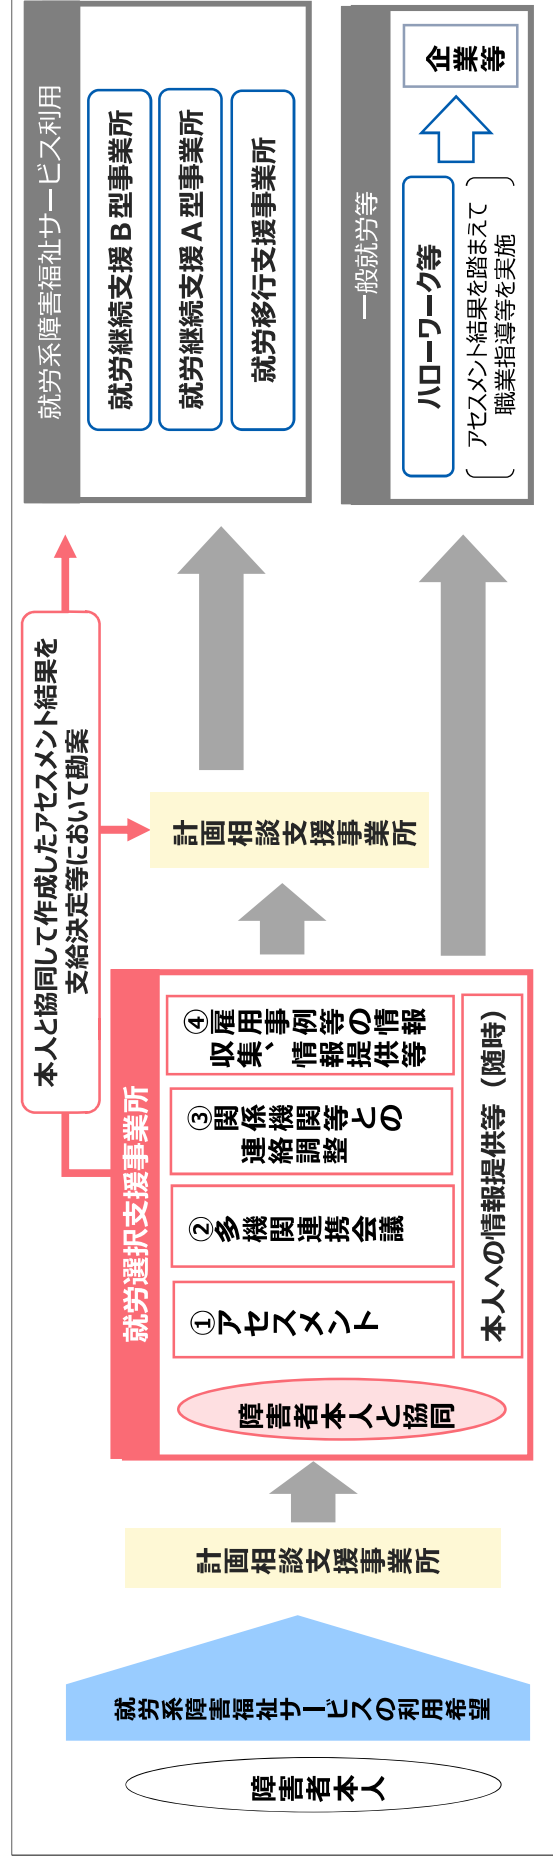 障害者本人
就労系障害福祉サービスの利用希望
計画相談支援事業所
就労選択支援事業所
障害者本人と協同
①アセスメント
②多機関連携会議
③関係機関等との
連絡調整
④雇用事例等の情報
収集、情報提供等
本人への情報提供等（随時）
本人と協同して作成したアセスメント結果を
支給決定等において勘案
計画相談支援事業所
就労系障害福祉サービス利用
就労継続支援Ｂ型事業所
就労継続支援Ａ型事業所
就労移行支援事業所
一般就労等
ハローワーク等
アセスメント結果を踏まえて
職業指導等を実施
企業等